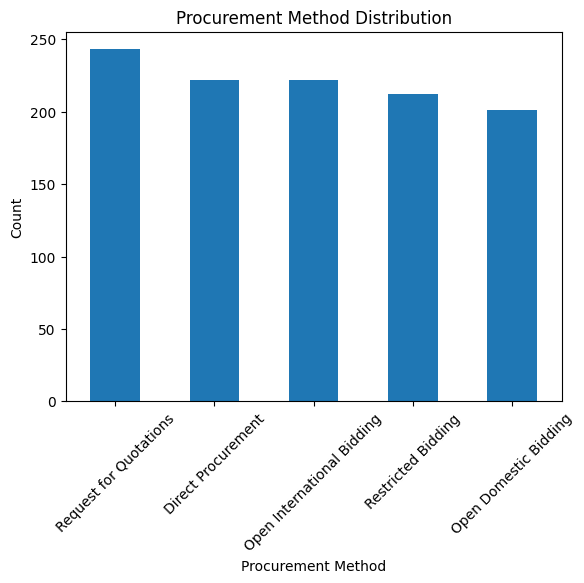 Procurement Method Distribution
Count
250
200
150
100
50
0
Request for Quotations
Direct Procurement
Open International Bidding
Restricted Bidding
Open Domestic Bidding
Procurement Method